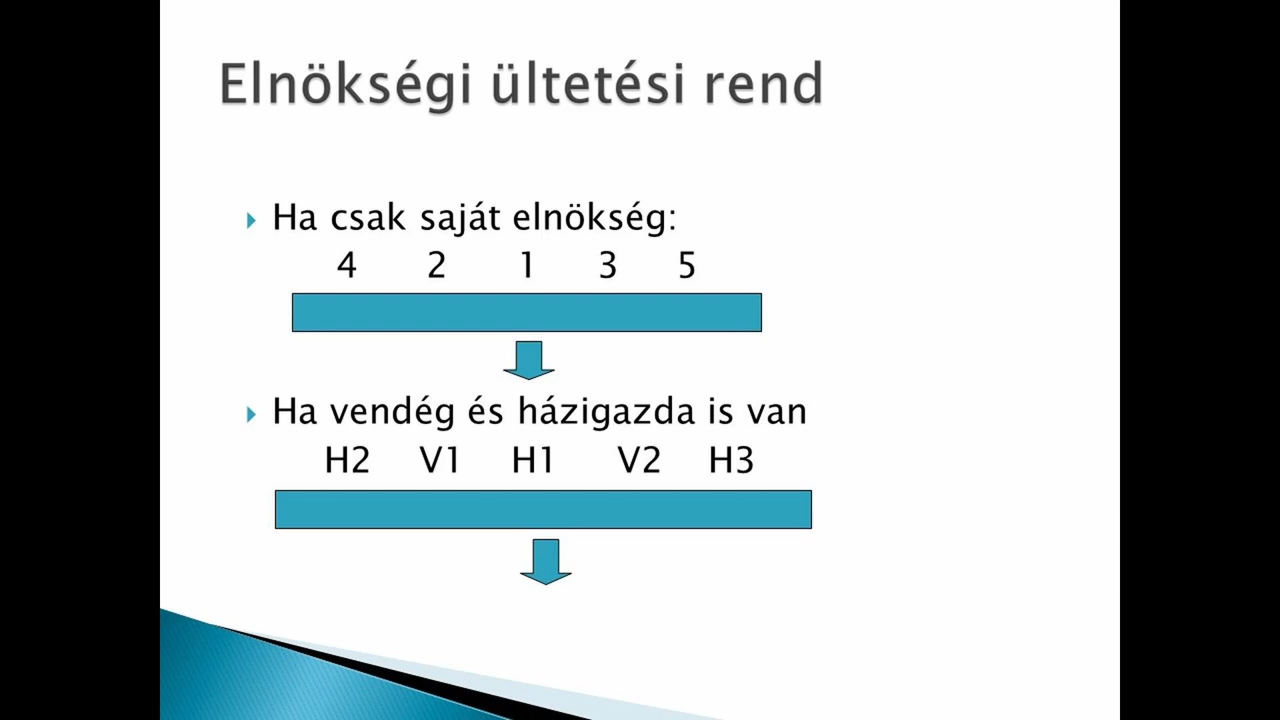 Elnökségi ültetési rend
Ha csak saját elnökség:
4 2 1 3 5
Ha vendég és házigazda is van
H2 V1 H1 V2 H3